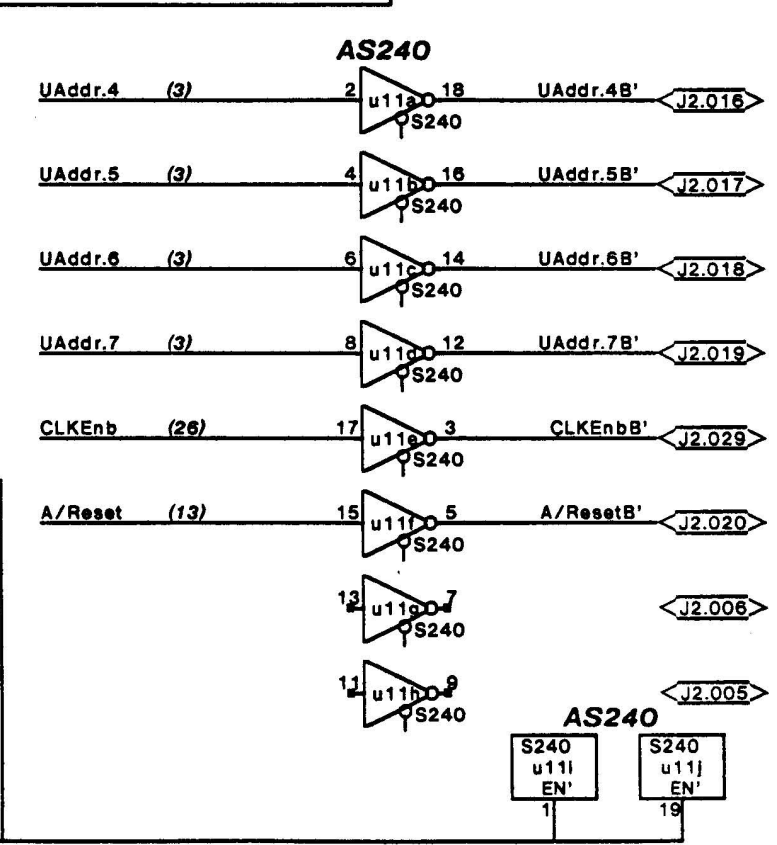 AS240
UAddr.4 (3) 2 u11a 18 UAddr.4B' J2.016
S240
UAddr.5 (3) 4 u11b 16 UAddr.5B' J2.017
S240
UAddr.6 (3) 6 u11c 14 UAddr.6B' J2.018
S240
UAddr.7 (3) 8 u11d 12 UAddr.7B' J2.019
S240
CLKEnb (26) 17 u11e 3 CLKEnbB' J2.029
S240
A/Reset (13) 15 u11f 5 A/ResetB' J2.020
S240
13 u11g 7 J2.006
S240
11 u11h 9 J2.005
S240
AS240
S240 S240
u11i u11j
EN' EN'
1 19